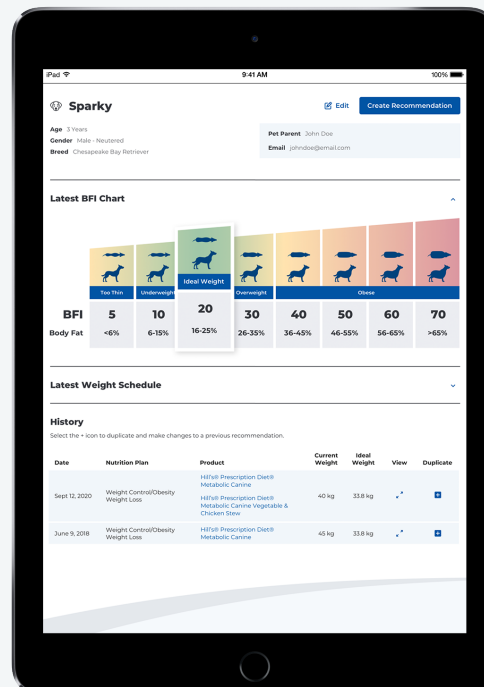 iPad 9:41 AM 100%
Sparky Edit Create Recommendation
Age 3 Years
Gender Male - Neutered
Breed Chesapeake Bay Retriever
Pet Parent John Doe
Email johndoe@email.com
Latest BFI Chart
Too Thin Underweight Ideal Weight Overweight Obese
BFI 5 10 20 30 40 50 60 70
Body Fat <6% 6-15% 16-25% 26-35% 36-45% 46-55% 56-65% >65%
Latest Weight Schedule
History
Select the + icon to duplicate and make changes to a previous recommendation.
Date Nutrition Plan Product Current Weight Ideal Weight View Duplicate
Sept 12, 2020 Weight Control/Obesity Weight Loss Hill's® Prescription Diet® Metabolic Canine 40 kg 33.8 kg
Hill's® Prescription Diet® Metabolic Canine Vegetable & Chicken Stew
June 9, 2018 Weight Control/Obesity Weight Loss Hill's® Prescription Diet® Metabolic Canine 45 kg 33.8 kg